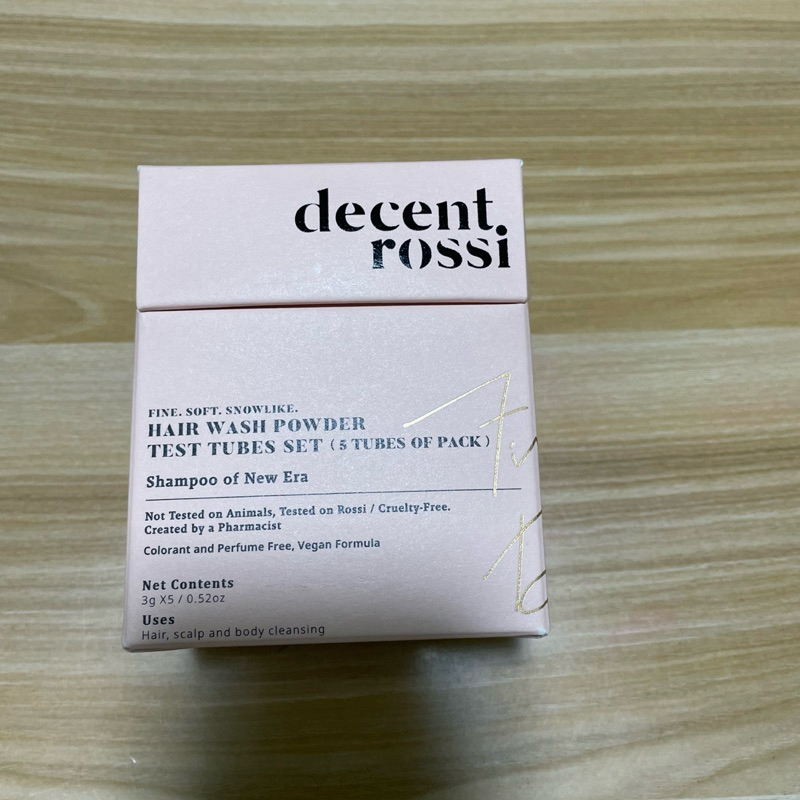 decent
rossi
FINE. SOFT. SNOWLIKE.
HAIR WASH POWDER
TEST TUBES SET (5 TUBES OF PACK)
Shampoo of New Era
Not Tested on Animals, Tested on Rossi / Cruelty-Free.
Created by a Pharmacist
Colorant and Perfume Free, Vegan Formula
Net Contents
3g X5 / 0.52oz
Uses
Hair, scalp and body cleansing